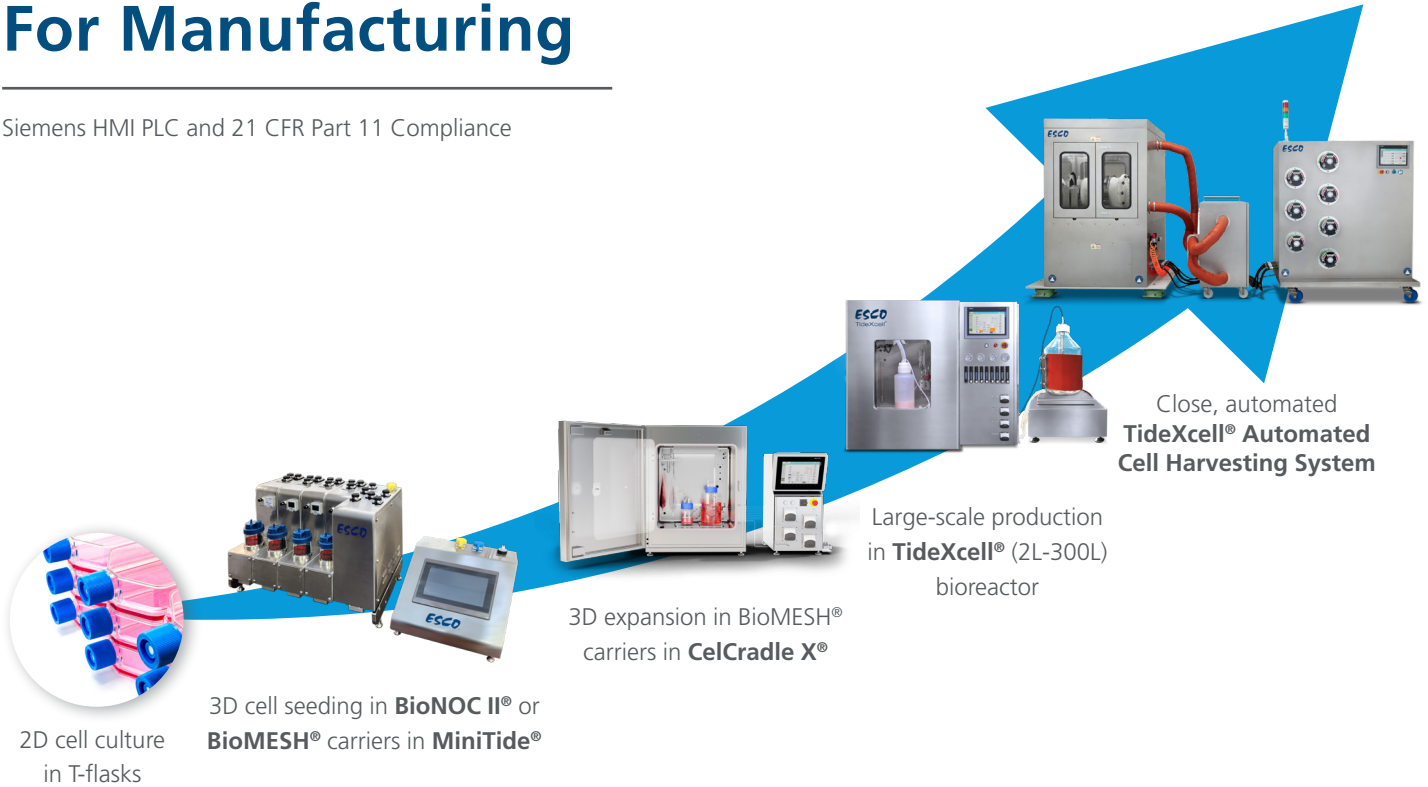 For Manufacturing
Siemens HMI PLC and 21 CFR Part 11 Compliance
ESCO
ESCO
ESCO
TideXcell
Close, automated
TideXcell® Automated
Cell Harvesting System
Large-scale production
in TideXcell® (2L-300L)
bioreactor
ESCO
ESCO
3D expansion in BioMESH®
carriers in CelCradle X®
3D cell seeding in BioNOC II® or
BioMESH® carriers in MiniTide®
2D cell culture
in T-flasks